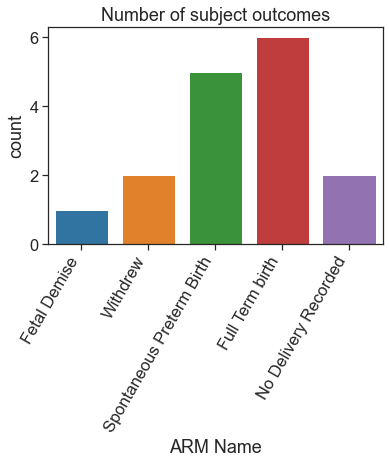 Number of subject outcomes
count
6
4
2
0
Fetal Demise
Withdrew
Spontaneous Preterm Birth
Full Term birth
No Delivery Recorded
ARM Name